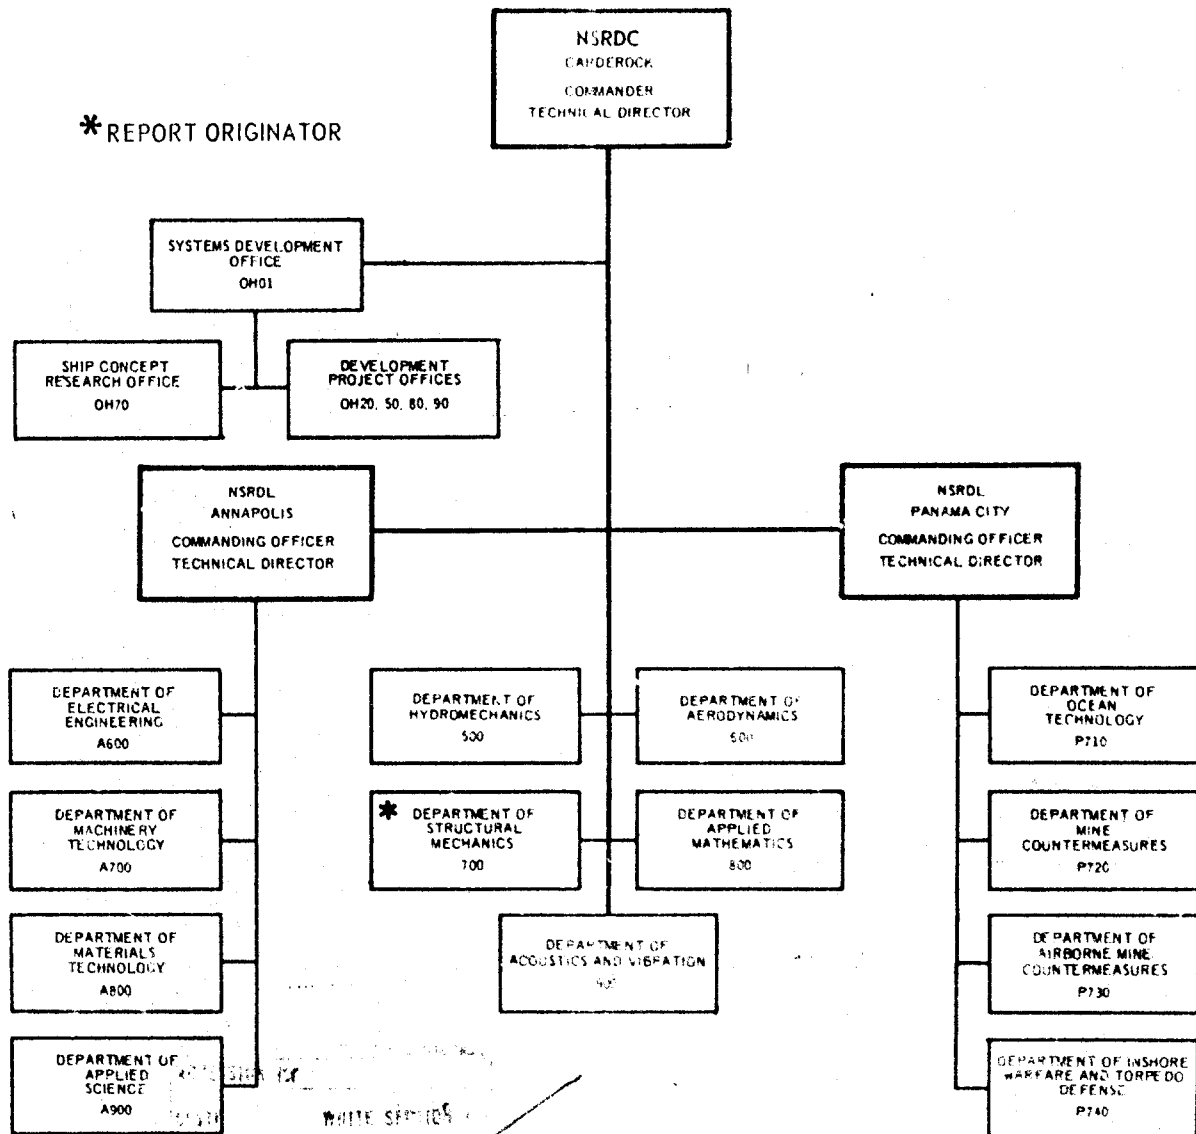 NSRDC
CARDEROCK
COMMANDER
TECHNICAL DIRECTOR
*REPORT ORIGINATOR
SYSTEMS DEVELOPMENT
OFFICE
OH01
SHIP CONCEPT
RESEARCH OFFICE
OH70
DEVELOPMENT
PROJECT OFFICES
OH20, 50, 80, 90
NSRDL
ANNAPOLIS
COMMANDING OFFICER
TECHNICAL DIRECTOR
NSRDL
PANAMA CITY
COMMANDING OFFICER
TECHNICAL DIRECTOR
DEPARTMENT OF
ELECTRICAL
ENGINEERING
A600
DEPARTMENT OF
HYDROMECHANICS
500
DEPARTMENT OF
AERODYNAMICS
DEPARTMENT OF
OCEAN
TECHNOLOGY
P710
DEPARTMENT OF
MACHINERY
TECHNOLOGY
A700
* DEPARTMENT OF
STRUCTURAL
MECHANICS
700
DEPARTMENT OF
APPLIED
MATHEMATICS
800
DEPARTMENT OF
MINE
COUNTERMEASURES
P720
DEPARTMENT OF
MATERIALS
TECHNOLOGY
A800
DEPARTMENT OF
ACOUSTICS AND VIBRATION
DEPARTMENT OF
AIRBORNE MINE
COUNTERMEASURES
P730
DEPARTMENT OF
APPLIED
SCIENCE
A900
DEPARTMENT OF INSHORE
WARFARE AND TORPEDO
DEFENSE
P740
WHITE SECTION